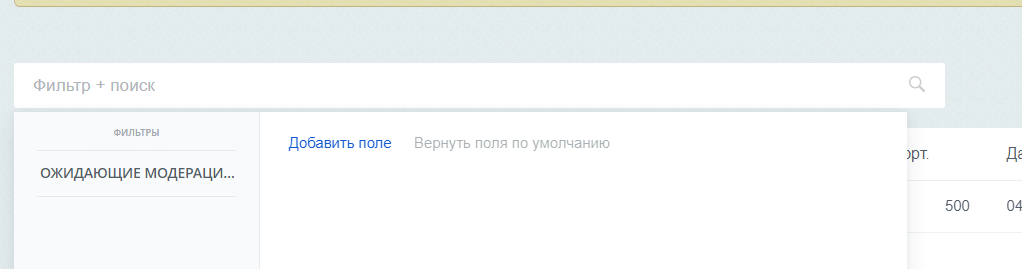 Фильтр + поиск
ФИЛЬТРЫ
Добавить поле Вернуть поля по умолчанию
орт. Да
ОЖИДАЮЩИЕ МОДЕРАЦИ...
500 04